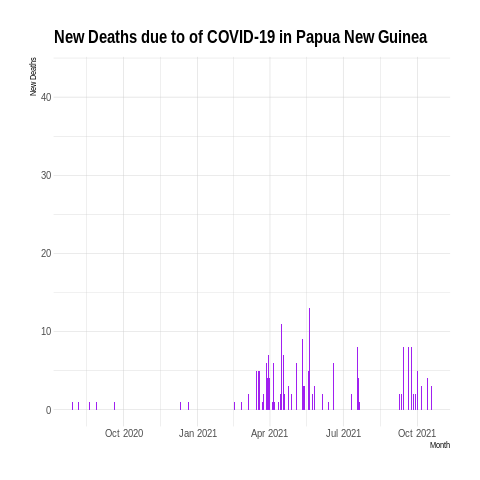 New Deaths due to of COVID-19 in Papua New Guinea
New Deaths
40
30
20
10
0
Oct 2020 Jan 2021 Apr 2021 Jul 2021 Oct 2021
Month